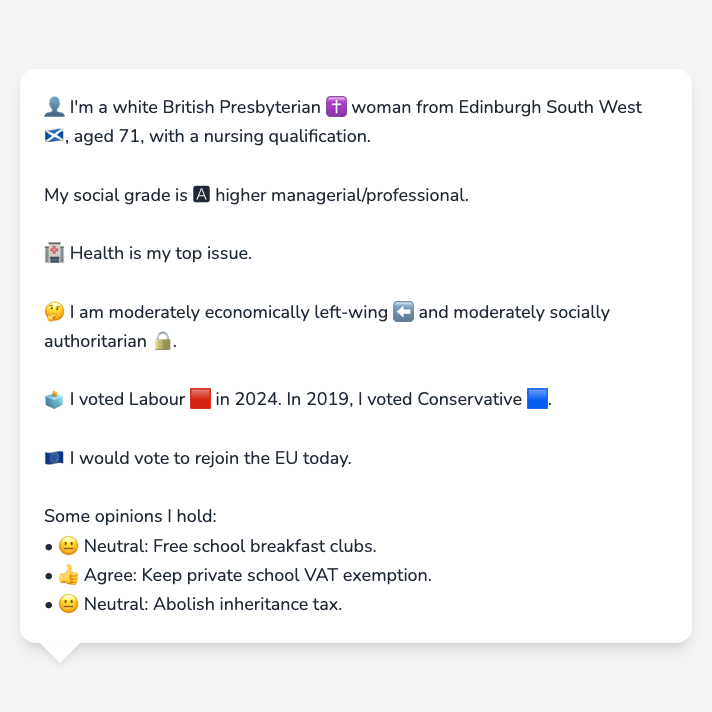 👤 I'm a white British Presbyterian ✝️ woman from Edinburgh South West
🏴󠁧󠁢󠁳󠁣󠁴󠁿, aged 71, with a nursing qualification.
My social grade is 🅰️ higher managerial/professional.
🏥 Health is my top issue.
🤔 I am moderately economically left-wing ⬅️ and moderately socially
authoritarian 🔒.
🗳️ I voted Labour 🟥 in 2024. In 2019, I voted Conservative 🟦.
🇪🇺 I would vote to rejoin the EU today.
Some opinions I hold:
• 😐 Neutral: Free school breakfast clubs.
• 👍 Agree: Keep private school VAT exemption.
• 😐 Neutral: Abolish inheritance tax.